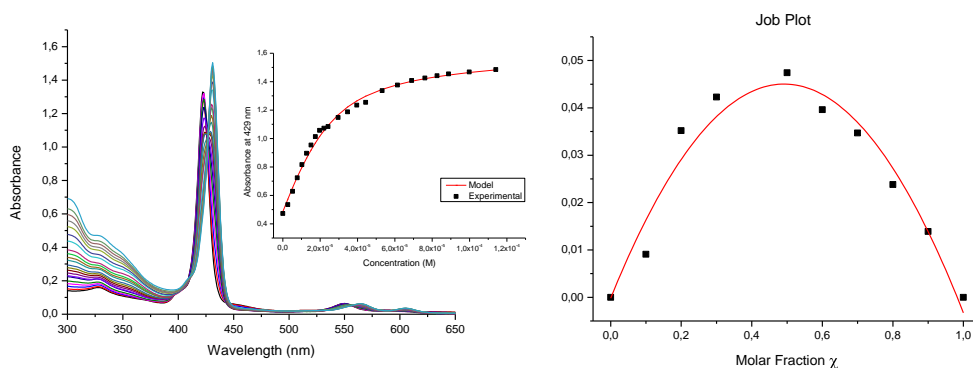 Absorbance
1,6
1,4
1,2
1,0
0,8
0,6
0,4
0,2
0,0
300 350 400 450 500 550 600 650
Wavelength (nm)
Absorbance at 429 nm
1,6
1,4
1,2
1,0
0,8
0,6
0,4
Model
Experimental
0,0 2,0x10⁻⁵ 4,0x10⁻⁵ 6,0x10⁻⁵ 8,0x10⁻⁵ 1,0x10⁻⁴ 1,2x10⁻⁴
Concentration (M)
Job Plot
0,05
0,04
0,03
0,02
0,01
0,00
0,0 0,2 0,4 0,6 0,8 1,0
Molar Fraction χ